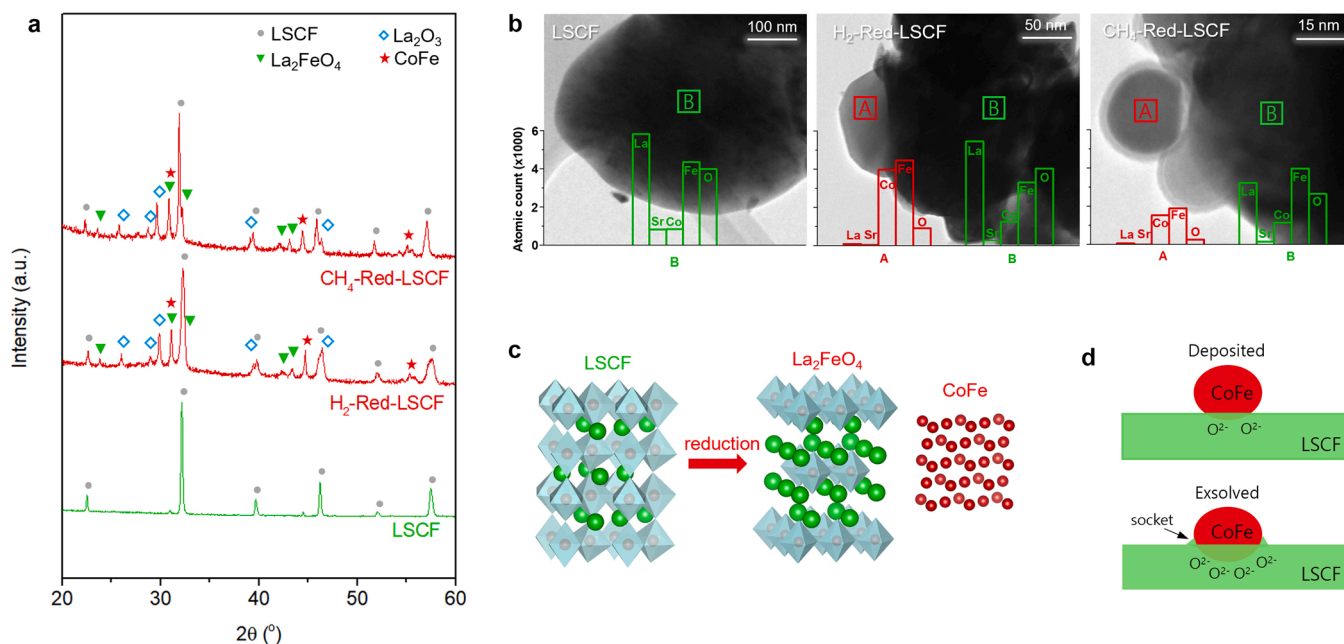 a
LSCF
La₂O₃
La₂FeO₄
CoFe
CH₄-Red-LSCF
H₂-Red-LSCF
LSCF
Intensity (a.u.)
20 30 40 50 60
2θ (°)
b
LSCF
100 nm
Atomic count (x1000)
6
4
2
0
B
La
Sr
Co
Fe
O
B
H₂-Red-LSCF
50 nm
A
B
La
Sr
Co
Fe
O
A
La
Sr
Co
Fe
O
B
CH₄-Red-LSCF
15 nm
A
B
La
Sr
Co
Fe
O
A
La
Sr
Co
Fe
O
B
c
LSCF
reduction
La₂FeO₄
CoFe
d
Deposited
CoFe
O²⁻ O²⁻
LSCF
Exsolved
socket
CoFe
O²⁻ O²⁻ O²⁻ O²⁻
LSCF